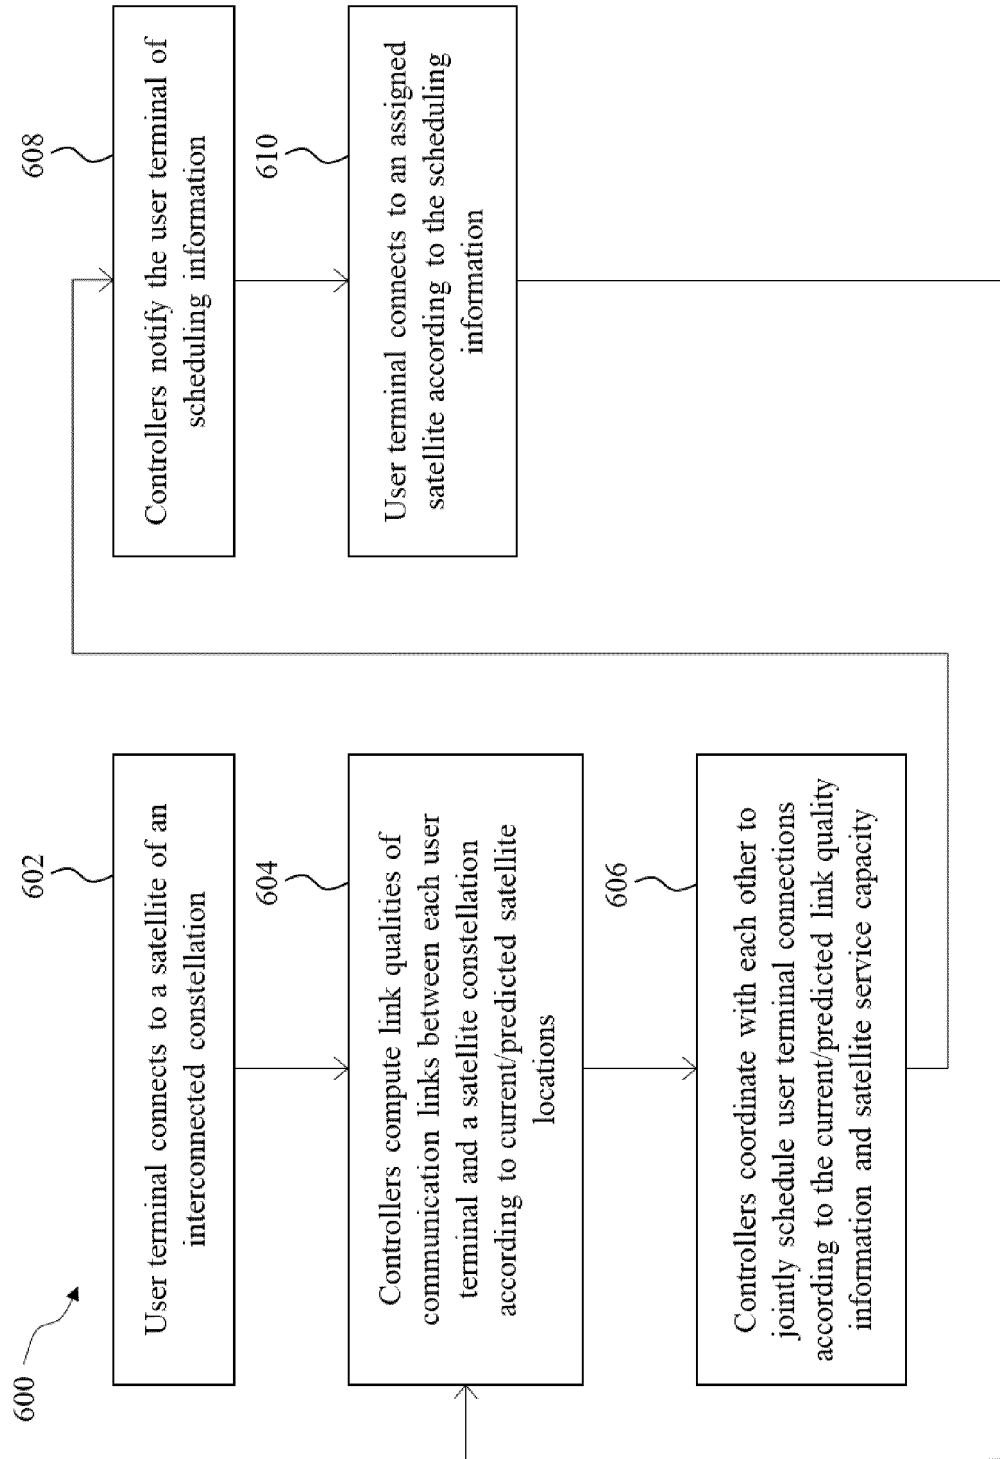 600
602
User terminal connects to a satellite of an
interconnected constellation
604
Controllers compute link qualities of
communication links between each user
terminal and a satellite constellation
according to current/predicted satellite
locations
606
Controllers coordinate with each other to
jointly schedule user terminal connections
according to the current/predicted link quality
information and satellite service capacity
608
Controllers notify the user terminal of
scheduling information
610
User terminal connects to an assigned
satellite according to the scheduling
information